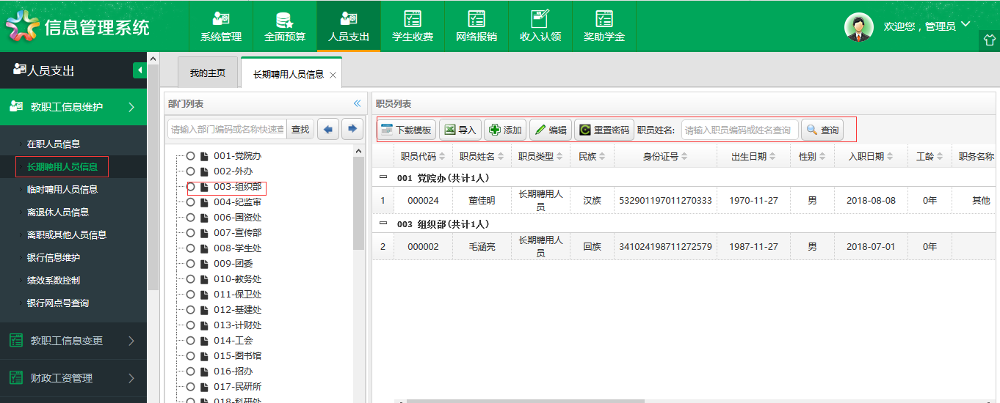 信息管理系统
系统管理 全面预算 人员支出 学生收费 网络报销 收入认领 奖助学金
欢迎您，管理员
人员支出
教职工信息维护
在职人员信息
长期聘用人员信息
临时聘用人员信息
离退休人员信息
离职或其他人员信息
银行信息维护
绩效系数控制
银行网点号查询
教职工信息变更
财政工资管理
我的主页 长期聘用人员信息
部门列表
请输入部门编码或名称快速查 查找
001-党院办
002-外办
003-组织部
004-纪监审
006-国资处
007-宣传部
008-学生处
009-团委
010-教务处
011-保卫处
012-基建处
013-计财处
014-工会
015-图书馆
016-招办
017-民研所
018-科研处
职员列表
下载模板 导入 添加 编辑 重置密码 职员姓名: 请输入职员编码或姓名查询 查询
职员代码 职员姓名 职员类型 民族 身份证号 出生日期 性别 入职日期 工龄 职务名称
001 党院办(共计1人)
1 000024 苗佳明 长期聘用人员 汉族 532901197011270333 1970-11-27 男 2018-08-08 0年 其他
003 组织部(共计1人)
2 000002 毛涵亮 长期聘用人员 回族 341024198711272579 1987-11-27 男 2018-07-01 0年